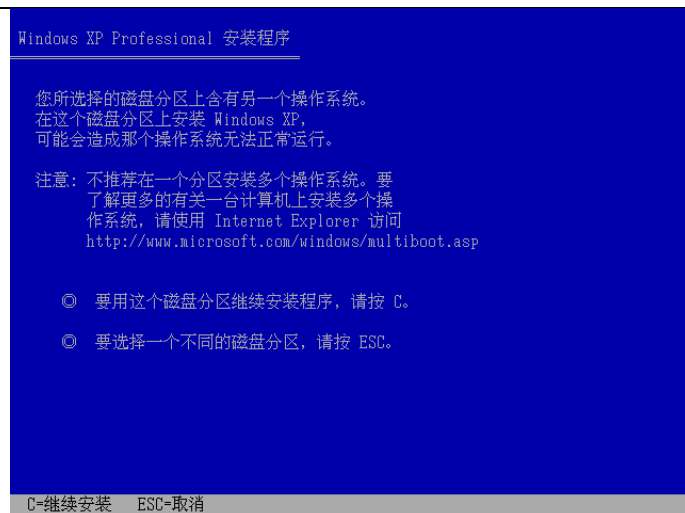 Windows XP Professional 安装程序
您所选择的磁盘分区上含有另一个操作系统。
在这个磁盘分区上安装 Windows XP,
可能会造成那个操作系统无法正常运行。
注意: 不推荐在一个分区安装多个操作系统。要
了解更多的有关一台计算机上安装多个操
作系统, 请使用 Internet Explorer 访问
http://www.microsoft.com/windows/multiboot.asp
◎ 要用这个磁盘分区继续安装程序, 请按 C。
◎ 要选择一个不同的磁盘分区, 请按 ESC。
C=继续安装 ESC=取消